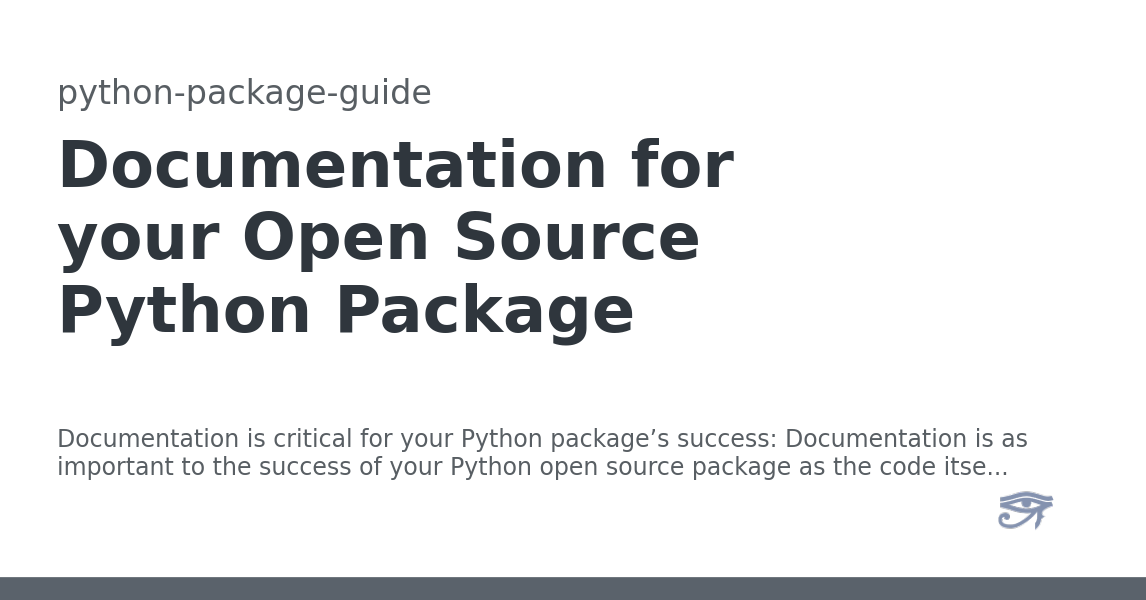 python-package-guide
Documentation for
your Open Source
Python Package
Documentation is critical for your Python package’s success: Documentation is as
important to the success of your Python open source package as the code itse...